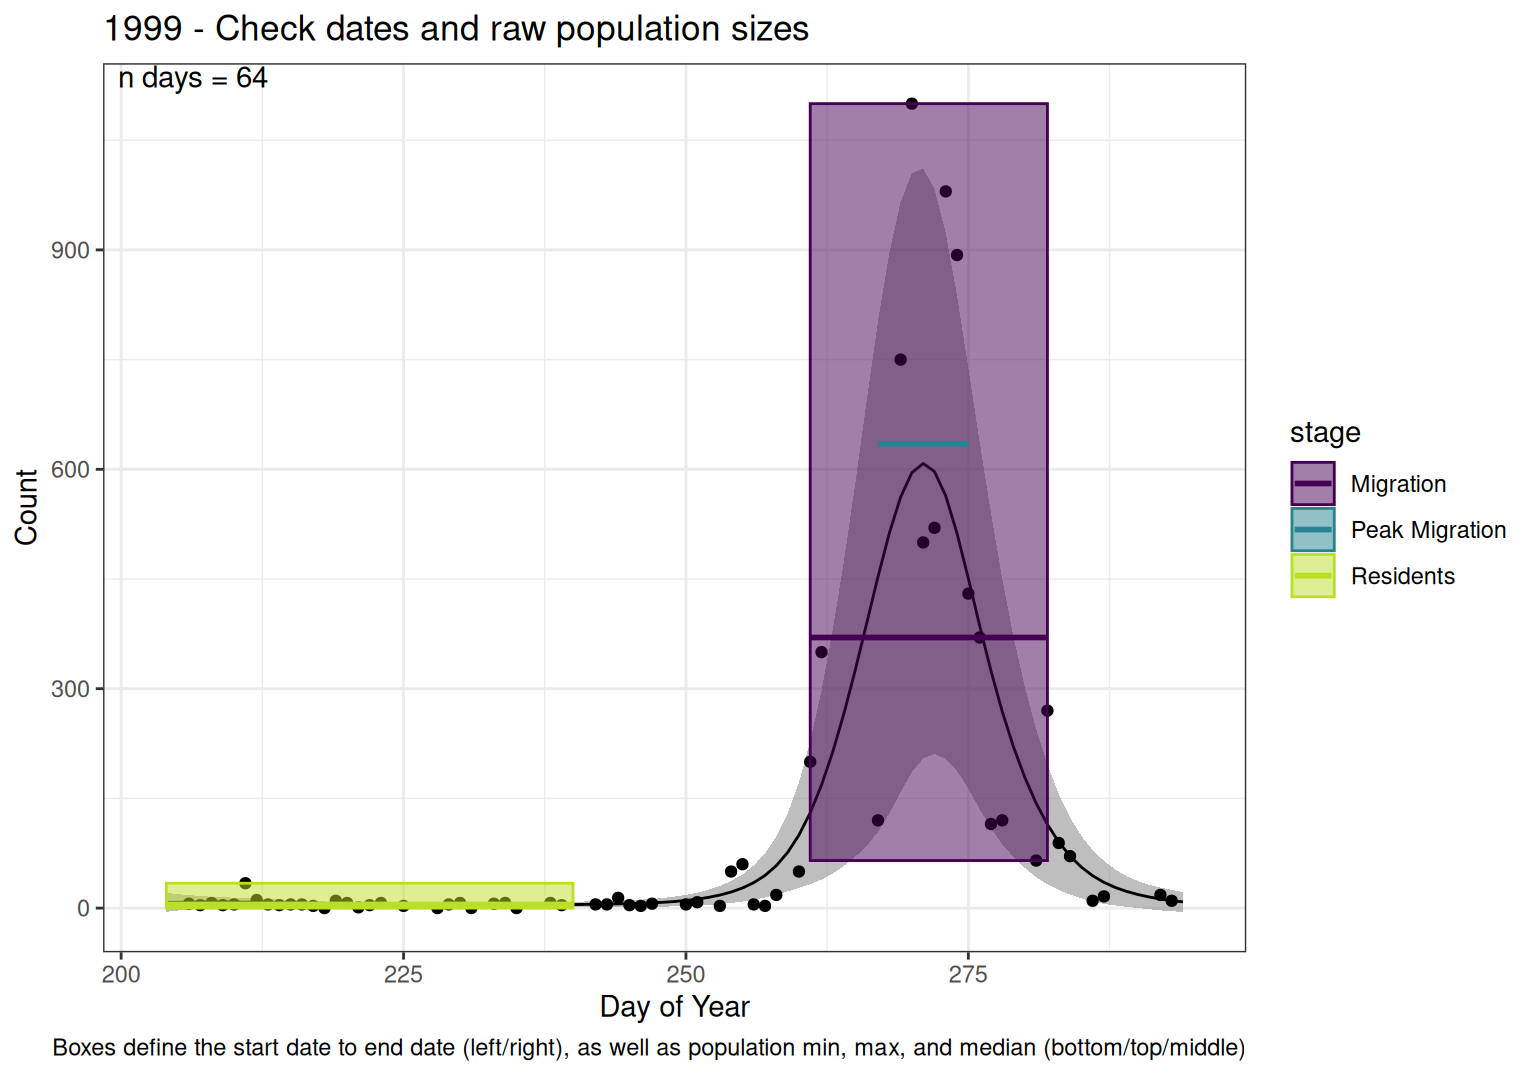 1999 - Check dates and raw population sizes
n days = 64
900
600
300
0
Count
200 225 250 275
Day of Year
stage
Migration
Peak Migration
Residents
Boxes define the start date to end date (left/right), as well as population min, max, and median (bottom/top/middle)